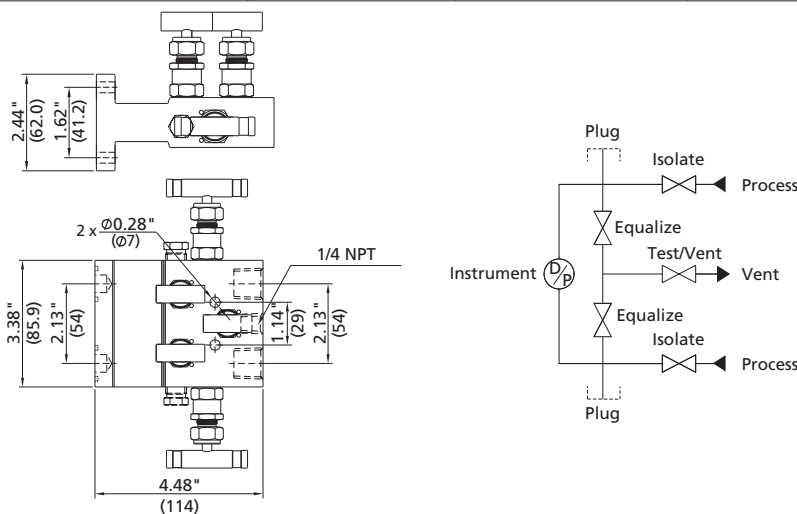 2.44"
(62.0)
1.62"
(41.2)
2 x Ø0.28"
(Ø7)
1/4 NPT
3.38"
(85.9)
2.13"
(54)
1.14"
(29)
2.13"
(54)
4.48"
(114)
Plug
Isolate
Process
Equalize
Test/Vent
Instrument
D/P
Vent
Equalize
Isolate
Process
Plug